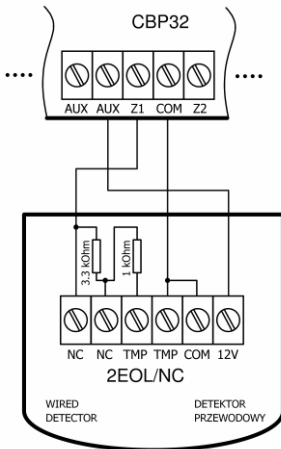 CBP32
AUX AUX Z1 COM Z2
3.3 kOhm
1 kOhm
NC NC TMP TMP COM 12V
2EOL/NC
WIRED
DETECTOR
DETEKTOR
PRZEWODOWY